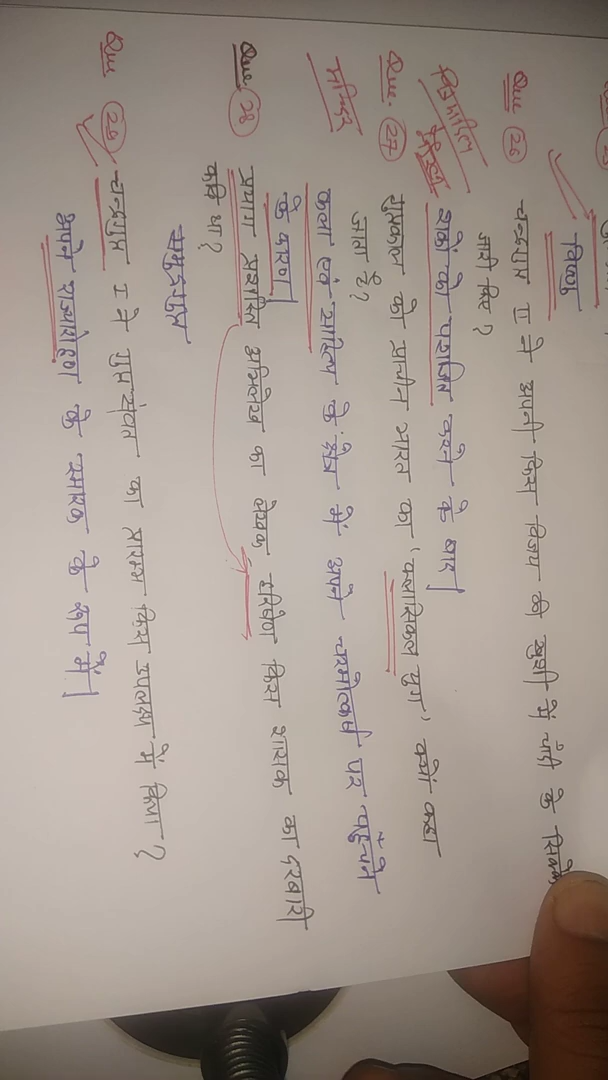 विष्णु
Que. 26 चन्द्रगुप्त II ने अपनी किस विजय की खुशी में चाँदी के सिक्के
जारी किए?
शकों को पराजित करने के बाद।
Que. 27 गुप्तकाल को प्राचीन भारत का 'क्लासिकल युग' क्यों कहा
जाता है?
कला एवं साहित्य के क्षेत्र में अपने चरमोत्कर्ष पर पहुँचने
के कारण।
Que. 28 प्रयाग प्रशस्ति अभिलेख का लेखक हरिषेण किस शासक का दरबारी
कवि था?
समुद्रगुप्त
Que. 29 चन्द्रगुप्त I ने गुप्त संवत का प्रारम्भ किस उपलक्ष्य में किया?
अपने राज्यारोहण के स्मारक के रूप में।